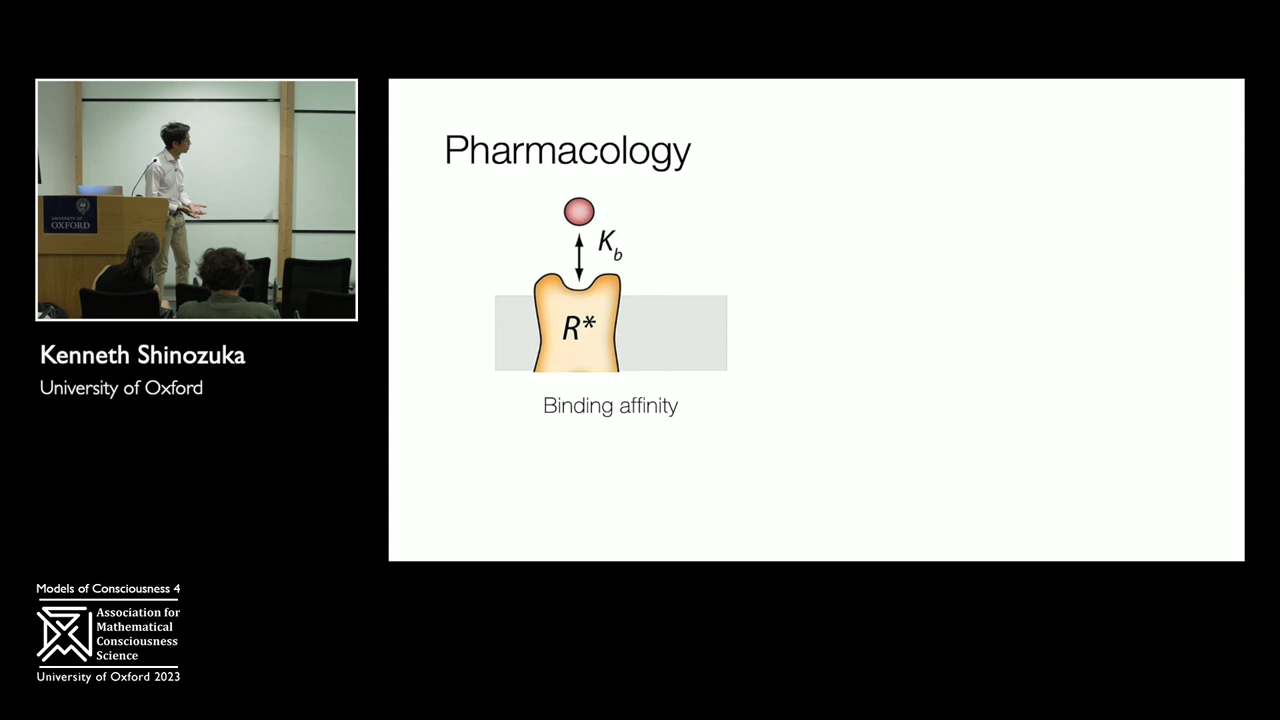 Pharmacology
K_b
R*
Binding affinity
UNIVERSITY OF
OXFORD
Kenneth Shinozuka
University of Oxford
Models of Consciousness 4
Association for
Mathematical
Consciousness
Science
University of Oxford 2023